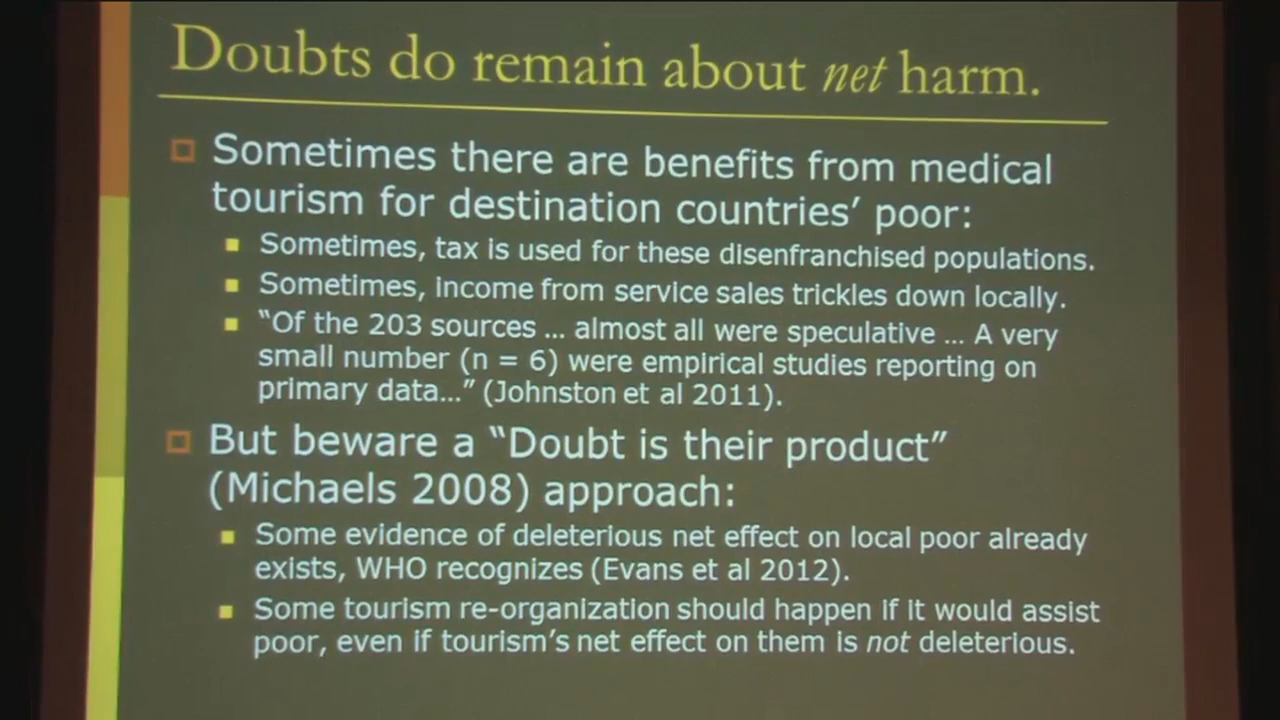 Doubts do remain about net harm.
Sometimes there are benefits from medical
tourism for destination countries’ poor:
Sometimes, tax is used for these disenfranchised populations.
Sometimes, income from service sales trickles down locally.
“Of the 203 sources ... almost all were speculative ... A very
small number (n = 6) were empirical studies reporting on
primary data...” (Johnston et al 2011).
But beware a “Doubt is their product”
(Michaels 2008) approach:
Some evidence of deleterious net effect on local poor already
exists, WHO recognizes (Evans et al 2012).
Some tourism re-organization should happen if it would assist
poor, even if tourism’s net effect on them is not deleterious.